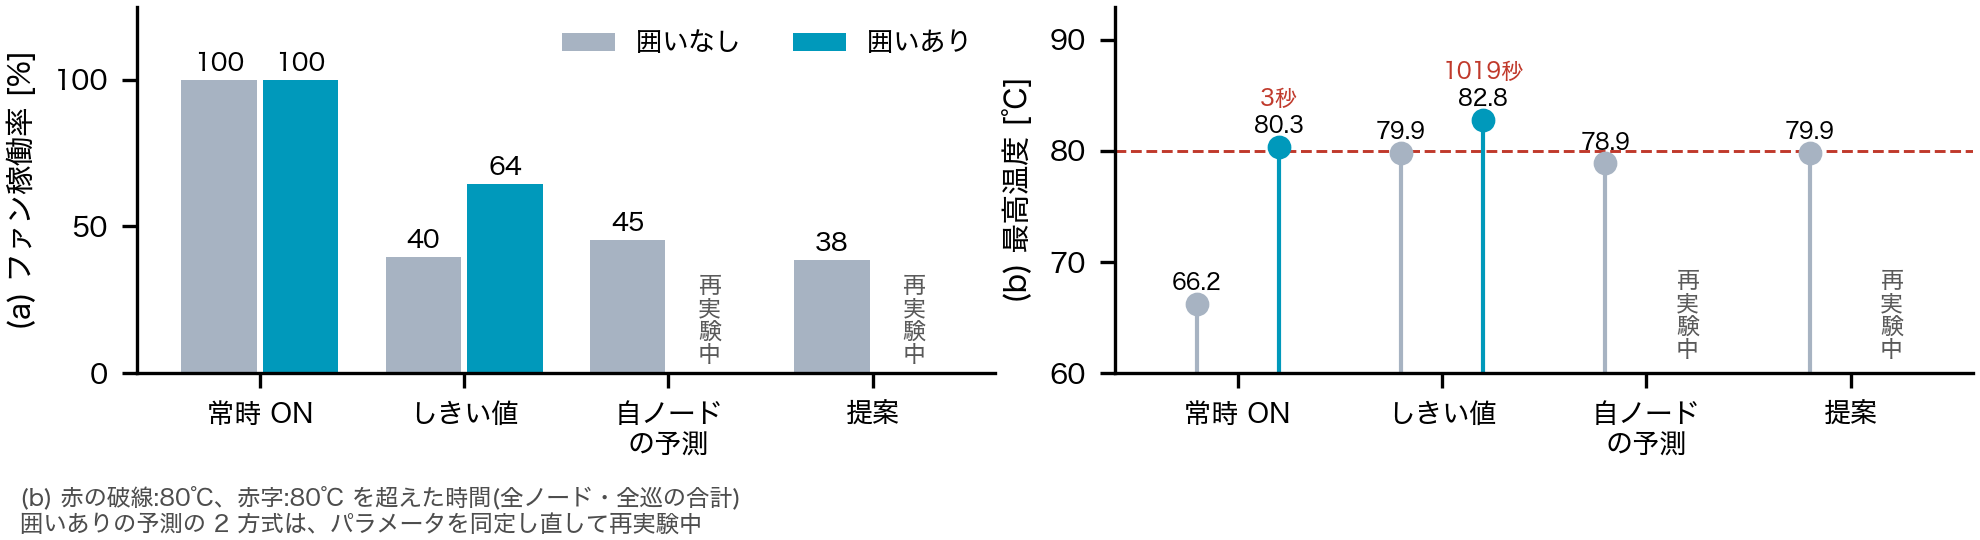 (a) ファン稼働率 [%]
100
50
0
囲いなし
囲いあり
100
100
40
64
45
再実験中
38
再実験中
常時 ON
しきい値
自ノード
の予測
提案
(b) 最高温度 [℃]
90
80
70
60
66.2
3秒
80.3
79.9
1019秒
82.8
78.9
再実験中
79.9
再実験中
常時 ON
しきい値
自ノード
の予測
提案
(b) 赤の破線:80℃、赤字:80℃ を超えた時間(全ノード・全巡の合計)
囲いありの予測の 2 方式は、パラメータを同定し直して再実験中